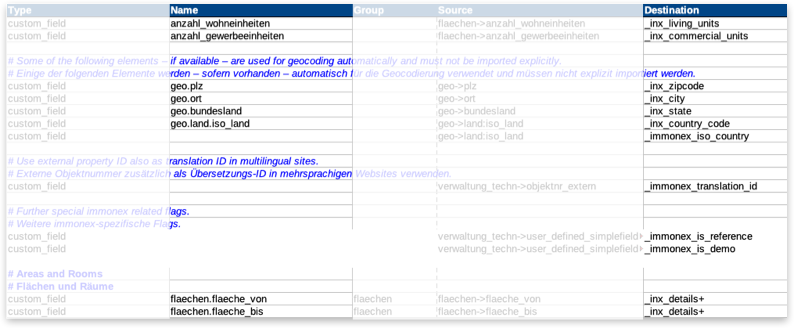 Type Name Group Source Destination
custom_field anzahl_wohneinheiten flaechen->anzahl_wohneinheiten _inx_living_units
custom_field anzahl_gewerbeeinheiten flaechen->anzahl_gewerbeeinheiten _inx_commercial_units
# Some of the following elements – if available – are used for geocoding automatically and must not be imported explicitly.
# Einige der folgenden Elemente werden – sofern vorhanden – automatisch für die Geocodierung verwendet und müssen nicht explizit importiert werden.
custom_field geo.plz geo->plz _inx_zipcode
custom_field geo.ort geo->ort _inx_city
custom_field geo.bundesland geo->bundesland _inx_state
custom_field geo.land.iso_land geo->land:iso_land _inx_country_code
custom_field geo->land:iso_land _immonex_iso_country
# Use external property ID also as translation ID in multilingual sites.
# Externe Objektnummer zusätzlich als Übersetzungs-ID in mehrsprachigen Websites verwenden.
custom_field verwaltung_techn->objektnr_extern _immonex_translation_id
# Further special immonex related flags.
# Weitere immonex-spezifische Flags.
custom_field verwaltung_techn->user_defined_simplefield _immonex_is_reference
custom_field verwaltung_techn->user_defined_simplefield _immonex_is_demo
# Areas and Rooms
# Flächen und Räume
custom_field flaechen.flaeche_von flaechen flaechen->flaeche_von _inx_details+
custom_field flaechen.flaeche_bis flaechen flaechen->flaeche_bis _inx_details+